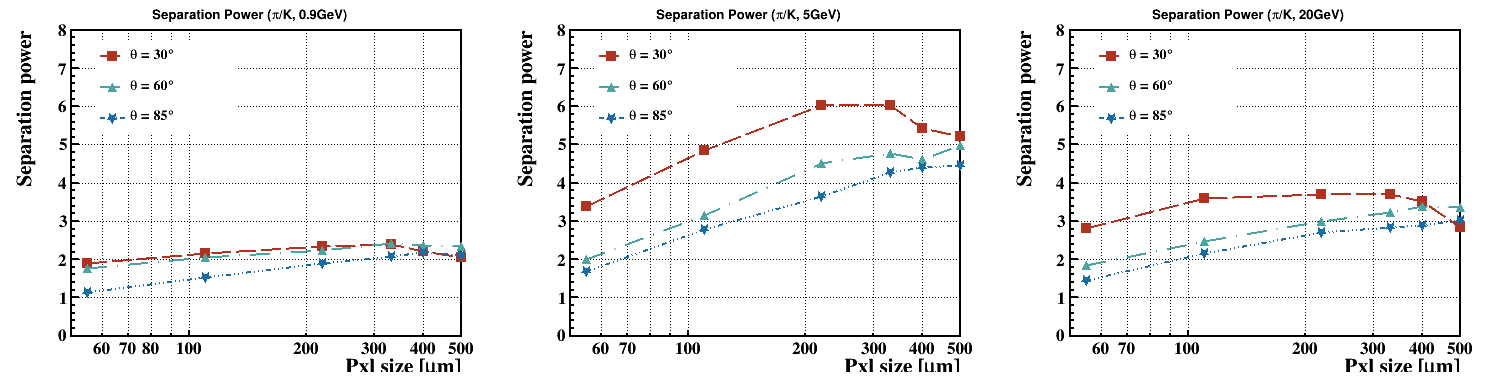 Separation Power (π/K, 0.9GeV)
Separation power
8
7
6
5
4
3
2
1
0
θ = 30°
θ = 60°
θ = 85°
60 70 80 100 200 300 400 500
Pxl size [μm]
Separation Power (π/K, 5GeV)
Separation power
8
7
6
5
4
3
2
1
0
θ = 30°
θ = 60°
θ = 85°
60 70 100 200 300 400 500
Pxl size [μm]
Separation Power (π/K, 20GeV)
Separation power
8
7
6
5
4
3
2
1
0
θ = 30°
θ = 60°
θ = 85°
60 70 100 200 300 400 500
Pxl size [μm]